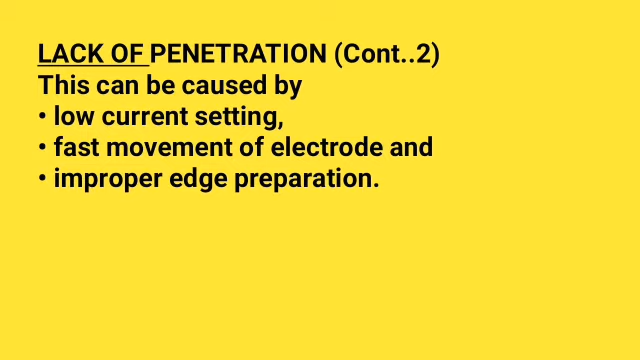 LACK OF PENETRATION (Cont..2)
This can be caused by
• low current setting,
• fast movement of electrode and
• improper edge preparation.